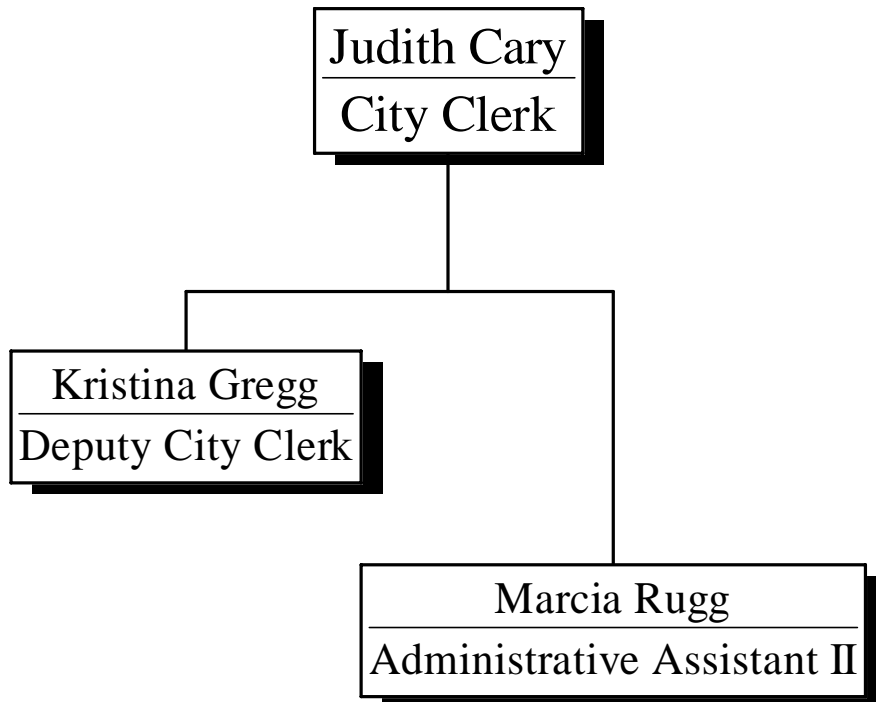 Judith Cary
City Clerk
Kristina Gregg
Deputy City Clerk
Marcia Rugg
Administrative Assistant II